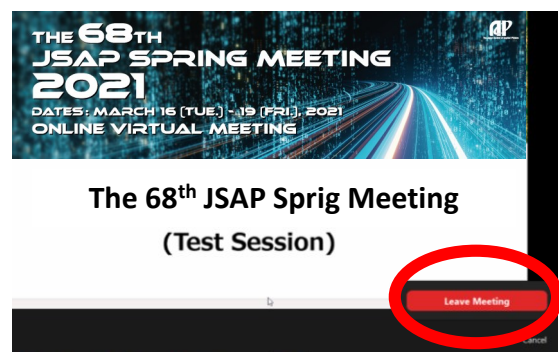 THE 68TH
JSAP SPRING MEETING
2021
DATES: MARCH 16 (TUE.) - 19 (FRI.), 2021
ONLINE VIRTUAL MEETING
The 68th JSAP Sprig Meeting
(Test Session)
Leave Meeting
Cancel